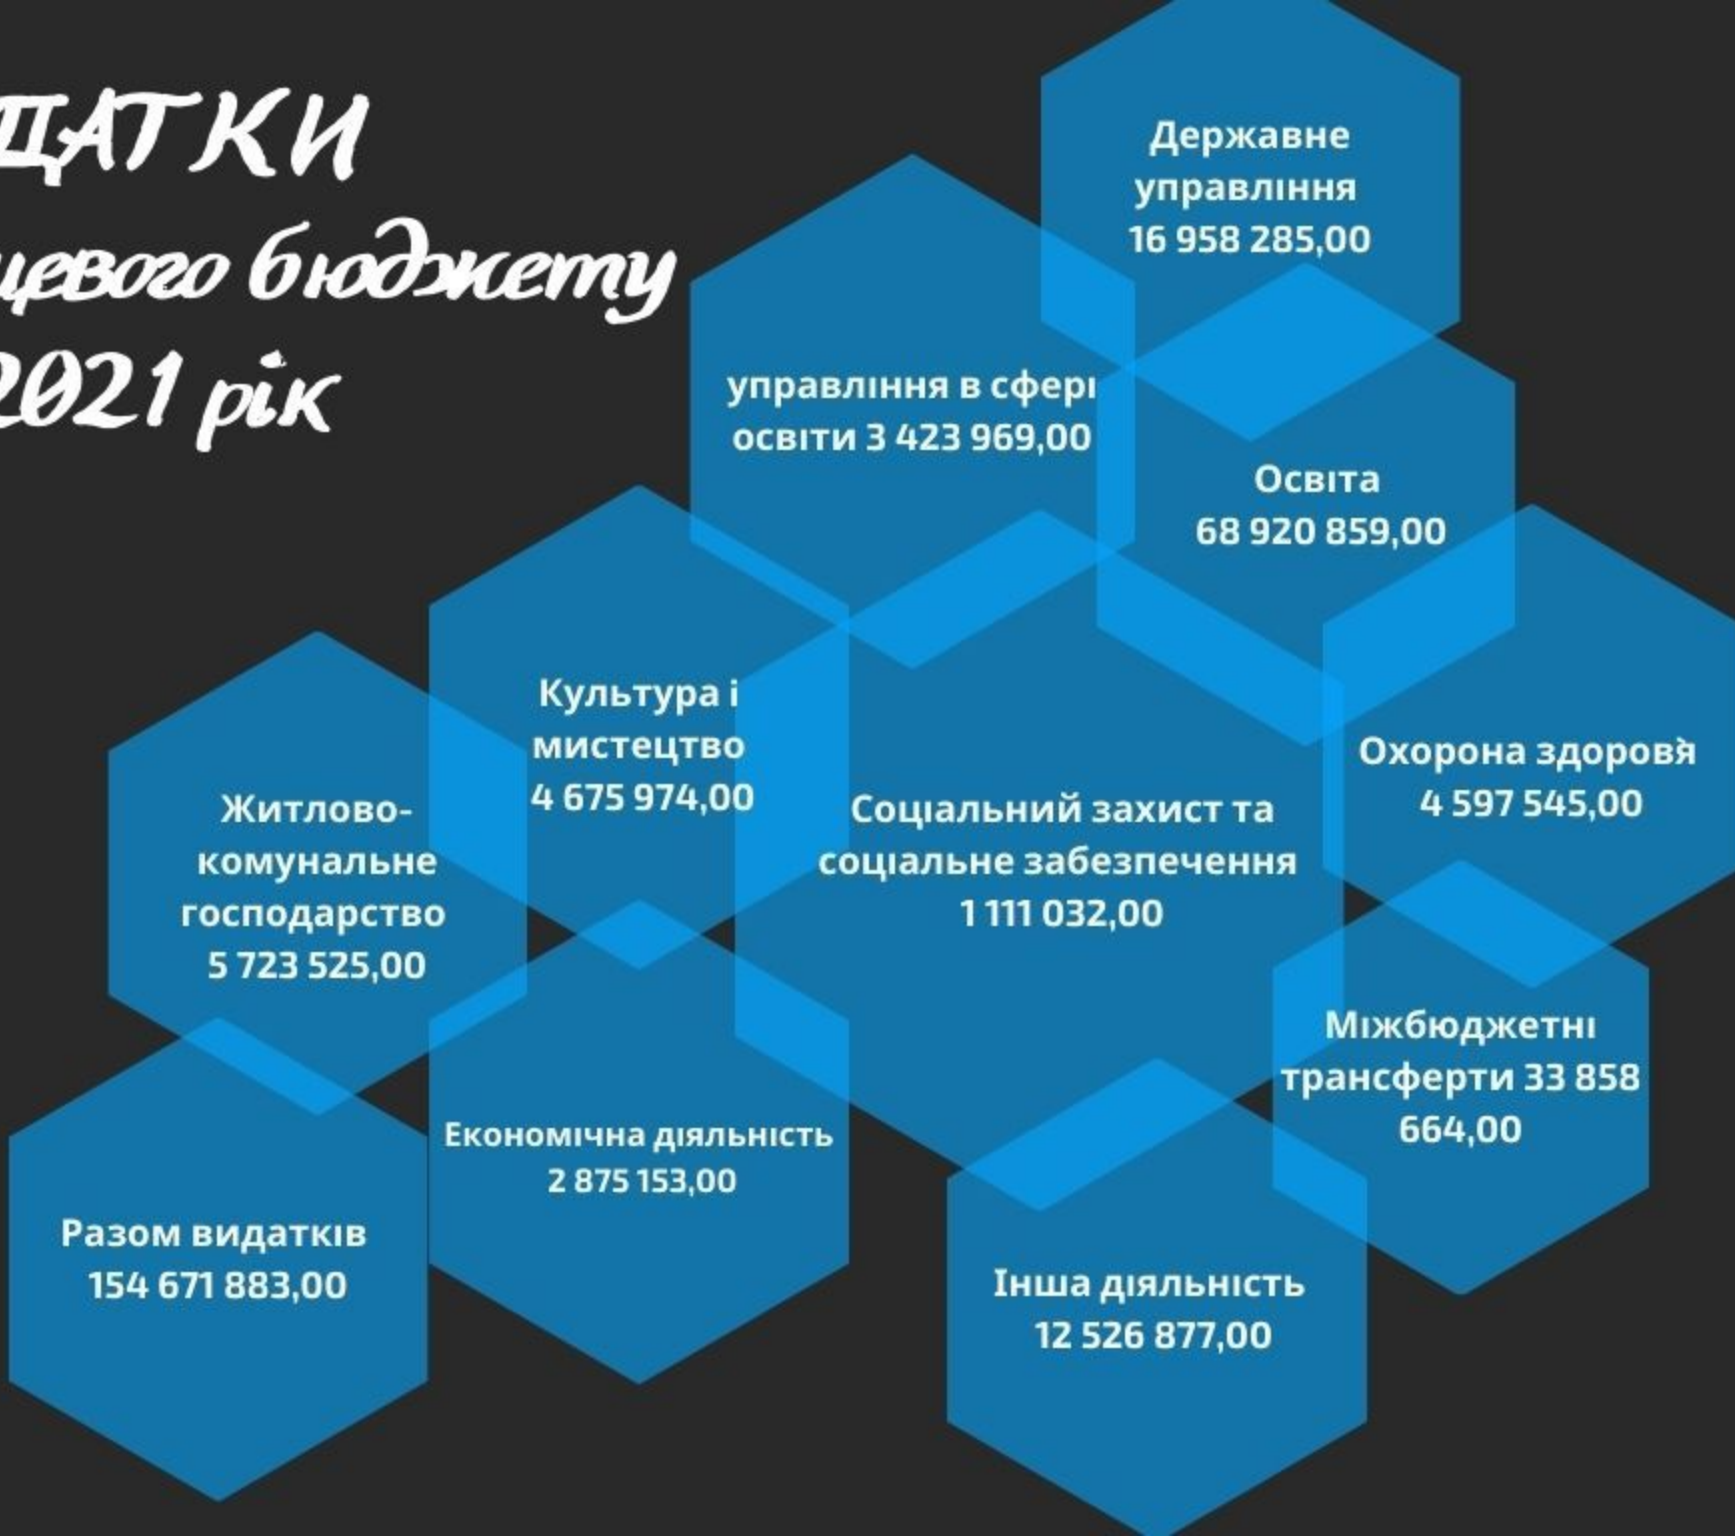 ДАТКИ
цевого бюджету
2021 рік
Державне
управління
16 958 285,00
управління в сфері
освіти 3 423 969,00
Освіта
68 920 859,00
Культура і
мистецтво
4 675 974,00
Охорона здоров'я
4 597 545,00
Житлово-
комунальне
господарство
5 723 525,00
Соціальний захист та
соціальне забезпечення
1 111 032,00
Міжбюджетні
трансферти 33 858
664,00
Економічна діяльність
2 875 153,00
Разом видатків
154 671 883,00
Інша діяльність
12 526 877,00